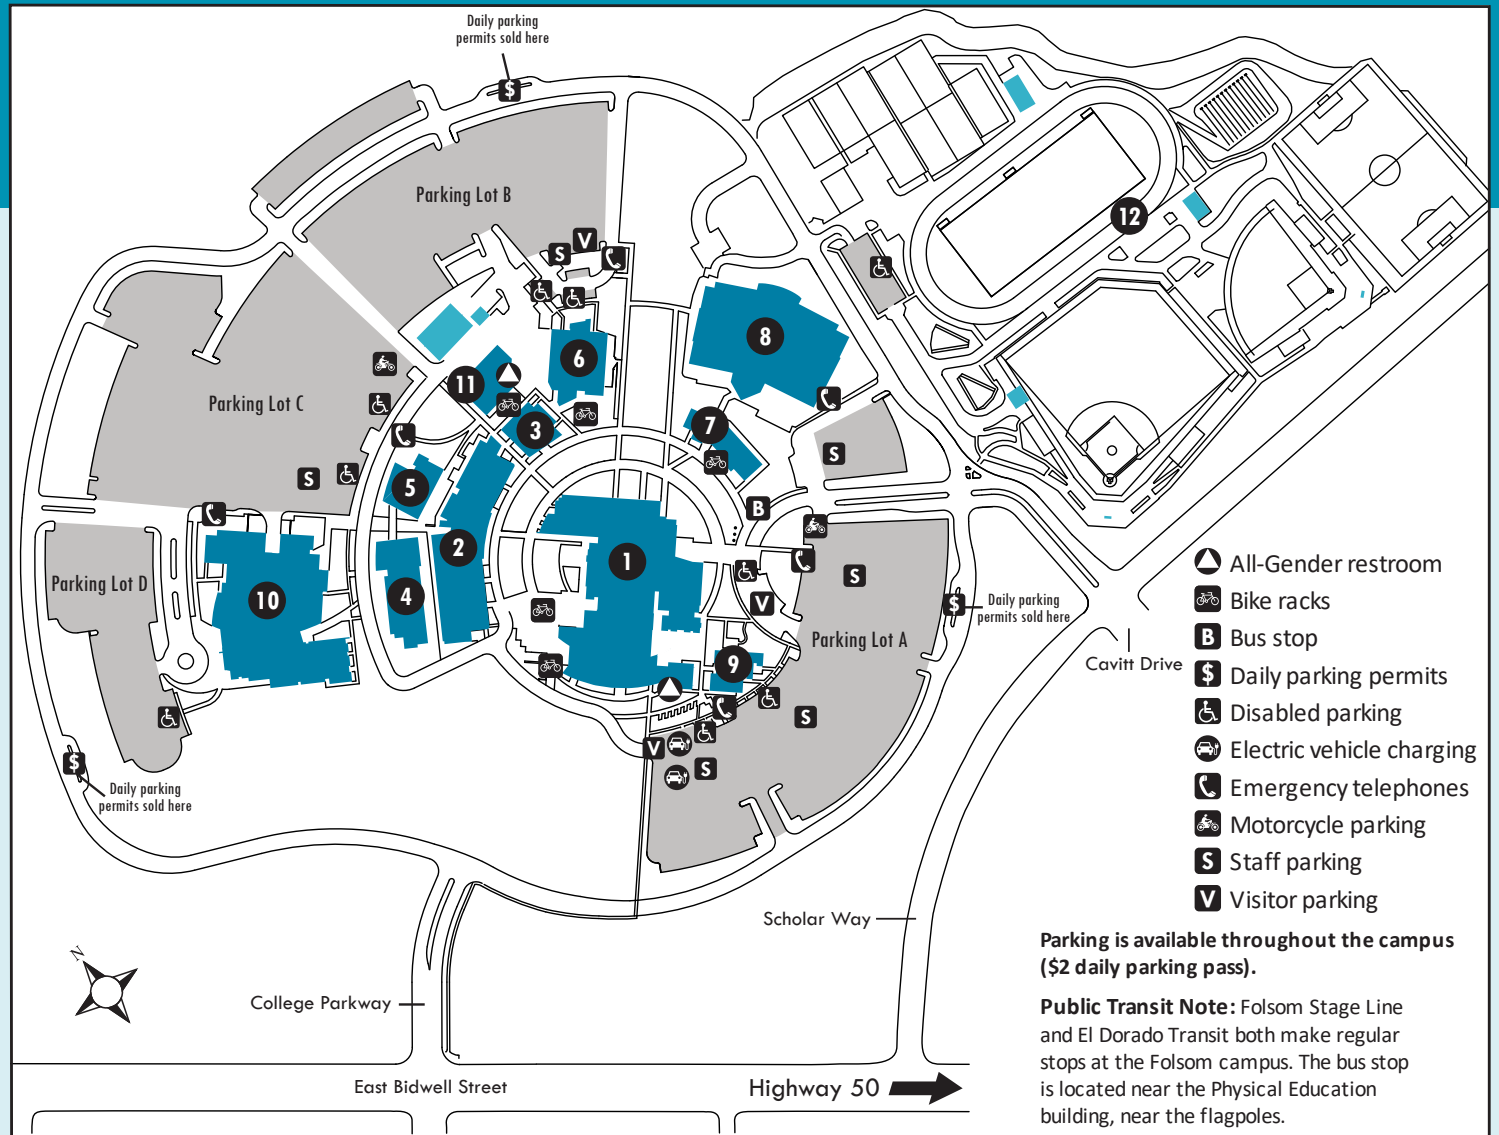 Daily parking
permits sold here
$
Parking Lot B
12
S
V
8
6
11
Parking Lot C
3
7
S
5
S
B
2
1
Parking Lot D
10
4
S
V
$
Daily parking
permits sold here
Parking Lot A
9
S
V
S
$
Daily parking
permits sold here
Cavitt Drive
All-Gender restroom
Bike racks
B Bus stop
$ Daily parking permits
Disabled parking
Electric vehicle charging
Emergency telephones
Motorcycle parking
S Staff parking
V Visitor parking
Scholar Way
College Parkway
N
East Bidwell Street
Highway 50
Parking is available throughout the campus
($2 daily parking pass).
Public Transit Note: Folsom Stage Line
and El Dorado Transit both make regular
stops at the Folsom campus. The bus stop
is located near the Physical Education
building, near the flagpoles.